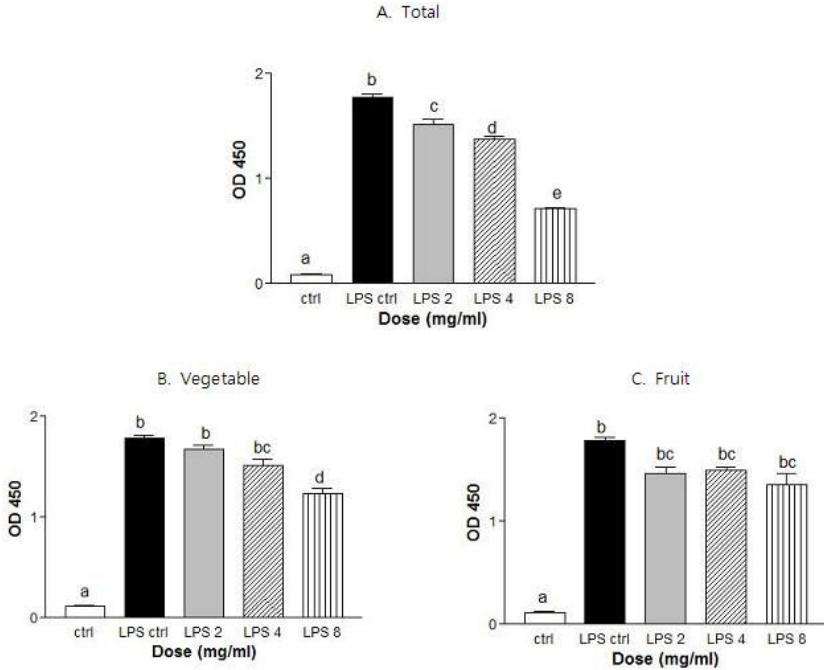 A. Total
2
1
0
OD 450
a
b
c
d
e
ctrl
LPS ctrl
LPS 2
LPS 4
LPS 8
Dose (mg/ml)
B. Vegetable
2
1
0
OD 450
a
b
b
bc
d
ctrl
LPS ctrl
LPS 2
LPS 4
LPS 8
Dose (mg/ml)
C. Fruit
2
1
0
OD 450
a
b
bc
bc
bc
ctrl
LPS ctrl
LPS 2
LPS 4
LPS 8
Dose (mg/ml)